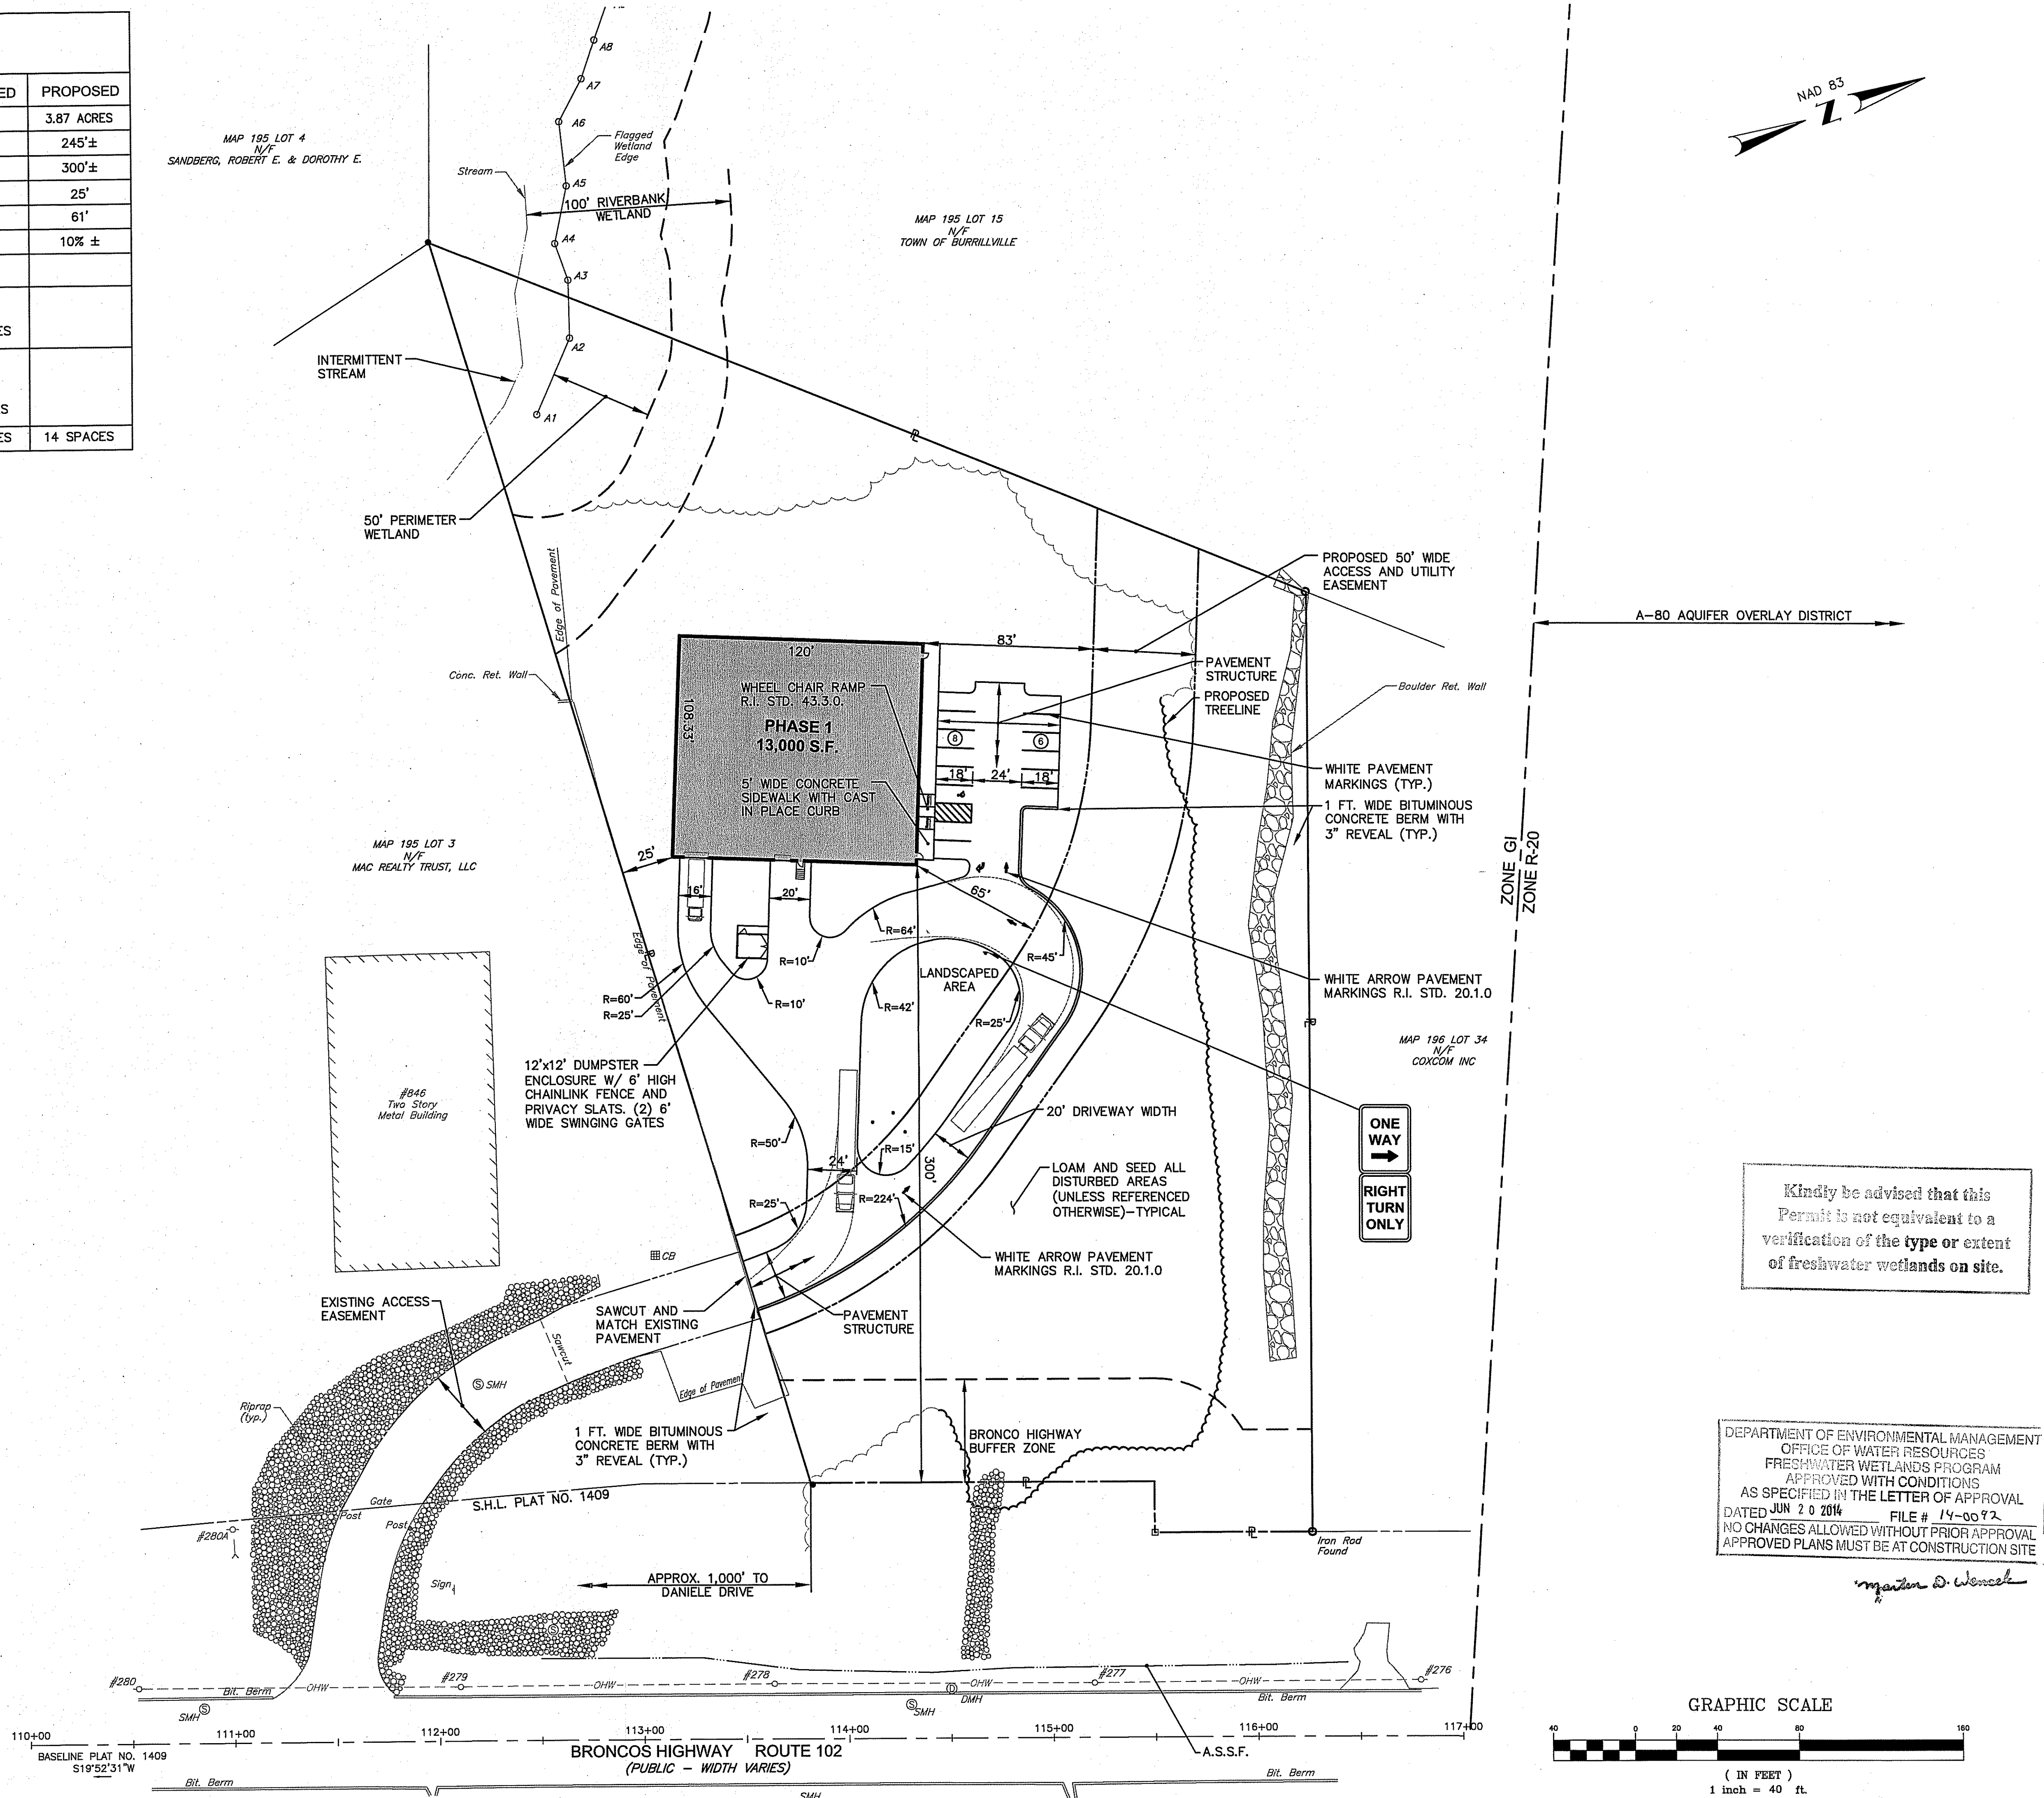 ED
PROPOSED
3.87 ACRES
245'±
300'±
25'
61'
10% ±
ES
ES
ES
14 SPACES
A8
A7
A6
Flagged
Wetland
Edge
MAP 195 LOT 4
N/F
SANDBERG, ROBERT E. & DOROTHY E.
Stream
A5
100' RIVERBANK
WETLAND
A4
A3
A2
A1
MAP 195 LOT 15
N/F
TOWN OF BURRILLVILLE
NAD 83
Z
INTERMITTENT
STREAM
PL
50' PERIMETER
WETLAND
Edge of Pavement
Conc. Ret. Wall
PROPOSED 50' WIDE
ACCESS AND UTILITY
EASEMENT
A-80 AQUIFER OVERLAY DISTRICT
83'
120'
108.33'
WHEEL CHAIR RAMP
R.I. STD. 43.3.0.
PHASE 1
13,000 S.F.
5' WIDE CONCRETE
SIDEWALK WITH CAST
IN PLACE CURB
PAVEMENT
STRUCTURE
PROPOSED
TREELINE
Boulder Ret. Wall
8
6
18'
24'
18'
WHITE PAVEMENT
MARKINGS (TYP.)
1 FT. WIDE BITUMINOUS
CONCRETE BERM WITH
3" REVEAL (TYP.)
ZONE GI
ZONE R-20
MAP 195 LOT 3
N/F
MAC REALTY TRUST, LLC
25'
16'
20'
65'
R=64'
R=10'
R=45'
LANDSCAPED
AREA
WHITE ARROW PAVEMENT
MARKINGS R.I. STD. 20.1.0
PL
Edge of Pavement
R=60'
R=25'
R=10'
R=42'
R=25'
PL
MAP 196 LOT 34
N/F
COXCOM INC
12'x12' DUMPSTER
ENCLOSURE W/ 6' HIGH
CHAINLINK FENCE AND
PRIVACY SLATS. (2) 6'
WIDE SWINGING GATES
#846
Two Story
Metal Building
20' DRIVEWAY WIDTH
ONE
WAY
RIGHT
TURN
ONLY
R=50'
R=15'
24'
300'
R=25'
R=224'
LOAM AND SEED ALL
DISTURBED AREAS
(UNLESS REFERENCED
OTHERWISE)-TYPICAL
Kindly be advised that this
Permit is not equivalent to a
verification of the type or extent
of freshwater wetlands on site.
CB
WHITE ARROW PAVEMENT
MARKINGS R.I. STD. 20.1.0
EXISTING ACCESS
EASEMENT
SAWCUT AND
MATCH EXISTING
PAVEMENT
PAVEMENT
STRUCTURE
Sawcut
S SMH
Edge of Pavement
Riprap
(typ.)
1 FT. WIDE BITUMINOUS
CONCRETE BERM WITH
3" REVEAL (TYP.)
BRONCO HIGHWAY
BUFFER ZONE
PL
DEPARTMENT OF ENVIRONMENTAL MANAGEMENT
OFFICE OF WATER RESOURCES
FRESHWATER WETLANDS PROGRAM
APPROVED WITH CONDITIONS
AS SPECIFIED IN THE LETTER OF APPROVAL
DATED JUN 20 2014 FILE # 14-0092
NO CHANGES ALLOWED WITHOUT PRIOR APPROVAL
APPROVED PLANS MUST BE AT CONSTRUCTION SITE
Martin D. Wencek
Gate
Post
Post
S.H.L. PLAT NO. 1409
#280A
PL
Iron Rod
Found
Sign
APPROX. 1,000' TO
DANIELE DRIVE
S
#280
#279
#278
#277
#276
OHW
OHW
OHW
OHW
Bit. Berm
D
DMH
Bit. Berm
SMH S
S SMH
110+00
111+00
112+00
113+00
114+00
115+00
116+00
117+00
BASELINE PLAT NO. 1409
S19°52'31"W
BRONCOS HIGHWAY ROUTE 102
(PUBLIC - WIDTH VARIES)
A.S.S.F.
Bit. Berm
Bit. Berm
SMH
GRAPHIC SCALE
40
0
20
40
80
160
( IN FEET )
1 inch = 40 ft.